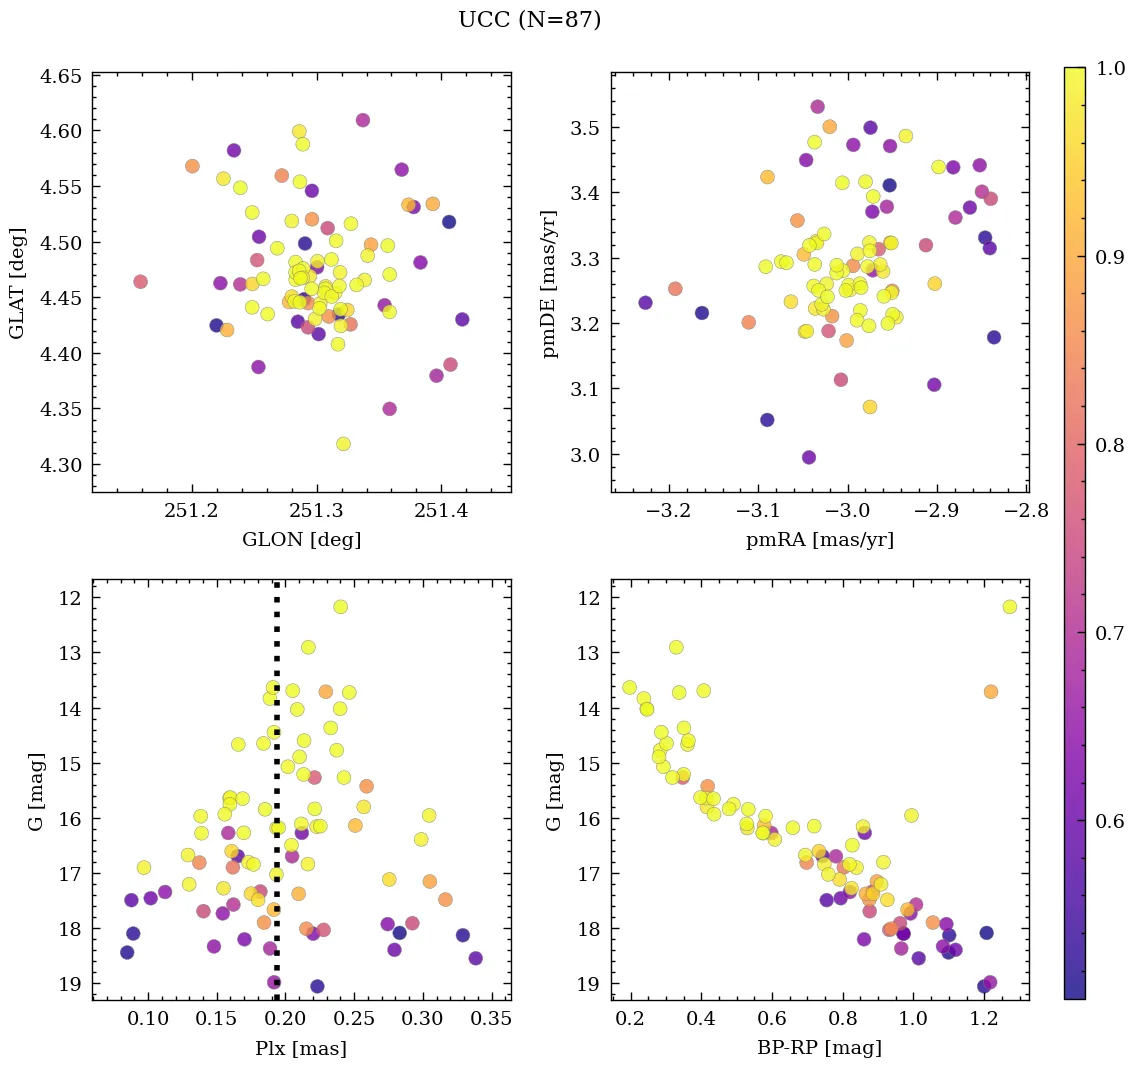 UCC (N=87)
4.65
4.60
4.55
4.50
4.45
4.40
4.35
4.30
GLAT [deg]
251.2 251.3 251.4
GLON [deg]
3.5
3.4
3.3
3.2
3.1
3.0
pmDE [mas/yr]
−3.2 −3.1 −3.0 −2.9 −2.8
pmRA [mas/yr]
12
13
14
15
16
17
18
19
G [mag]
0.10 0.15 0.20 0.25 0.30 0.35
Plx [mas]
12
13
14
15
16
17
18
19
G [mag]
0.2 0.4 0.6 0.8 1.0 1.2
BP-RP [mag]
1.0
0.9
0.8
0.7
0.6